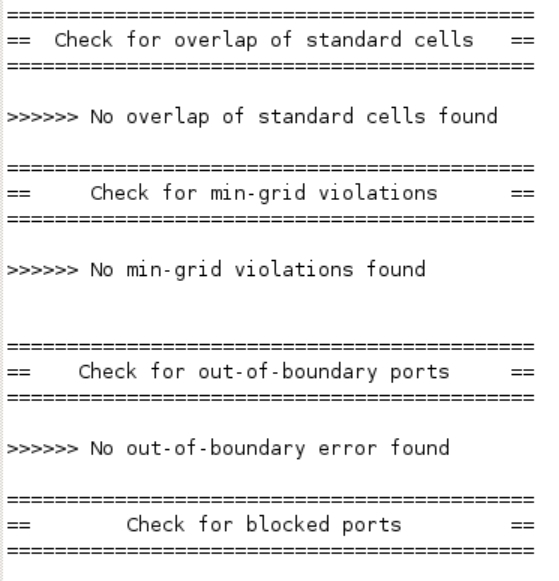 ============================================
==  Check for overlap of standard cells   ==
============================================
>>>>>> No overlap of standard cells found
============================================
==     Check for min-grid violations      ==
============================================
>>>>>> No min-grid violations found
============================================
==    Check for out-of-boundary ports     ==
============================================
>>>>>> No out-of-boundary error found
============================================
==        Check for blocked ports         ==
============================================